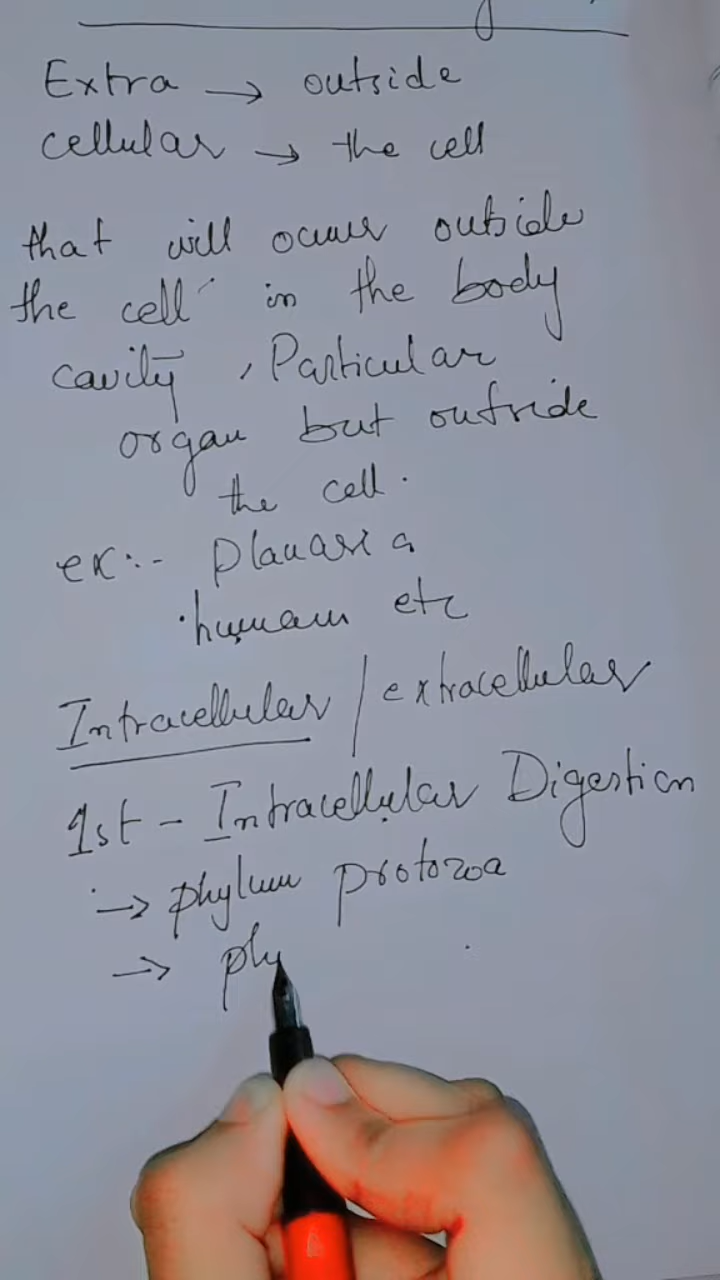 Extra → outside
cellular → the cell
that will occur outside
the cell in the body
cavity, Particular
organ but outside
the cell.
ex:- Planaria
human etc
Intracellular / extracellular
1st - Intracellular Digestion
→ phylum protozoa
→ phy